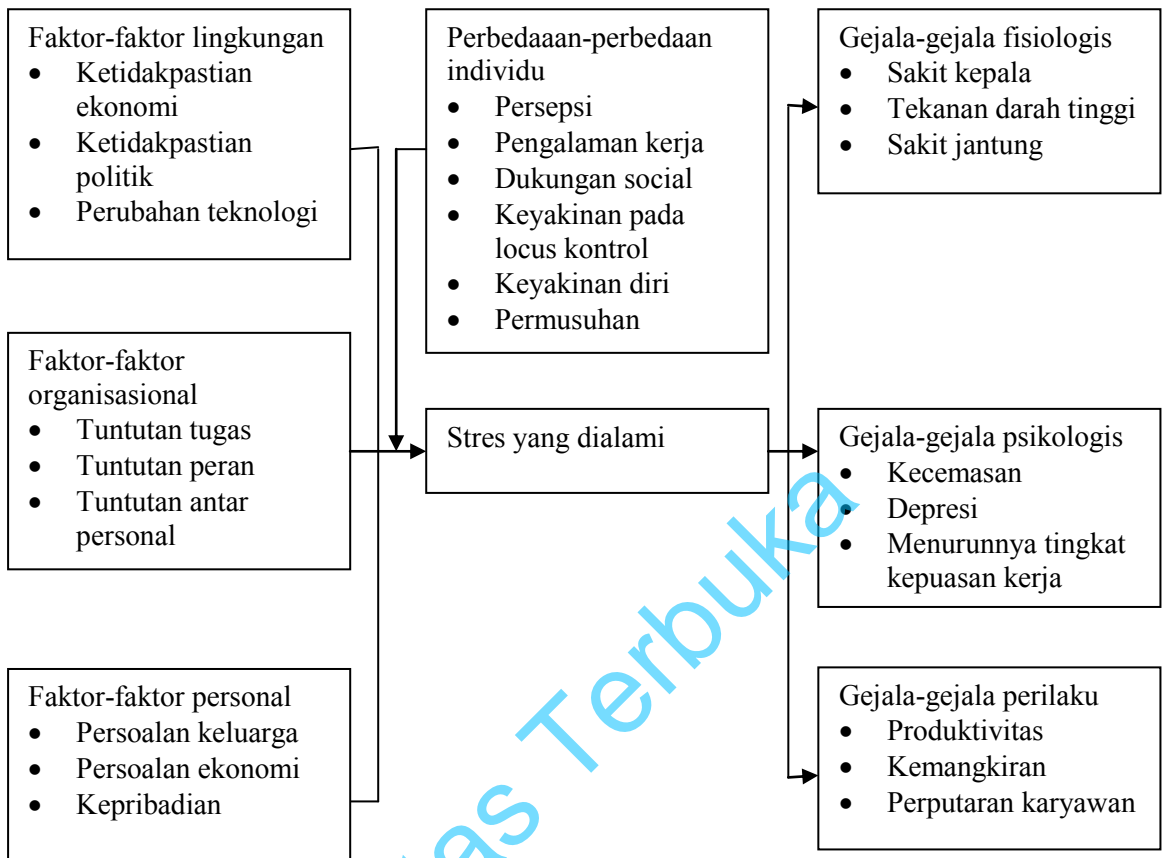 Faktor-faktor lingkungan
• Ketidakpastian
ekonomi
• Ketidakpastian
politik
• Perubahan teknologi
Faktor-faktor
organisasional
• Tuntutan tugas
• Tuntutan peran
• Tuntutan antar
personal
Faktor-faktor personal
• Persoalan keluarga
• Persoalan ekonomi
• Kepribadian
Perbedaaan-perbedaan
individu
• Persepsi
• Pengalaman kerja
• Dukungan social
• Keyakinan pada
locus kontrol
• Keyakinan diri
• Permusuhan
Stres yang dialami
Gejala-gejala fisiologis
• Sakit kepala
• Tekanan darah tinggi
• Sakit jantung
Gejala-gejala psikologis
• Kecemasan
• Depresi
• Menurunnya tingkat
kepuasan kerja
Gejala-gejala perilaku
• Produktivitas
• Kemangkiran
• Perputaran karyawan
tas Terbuka